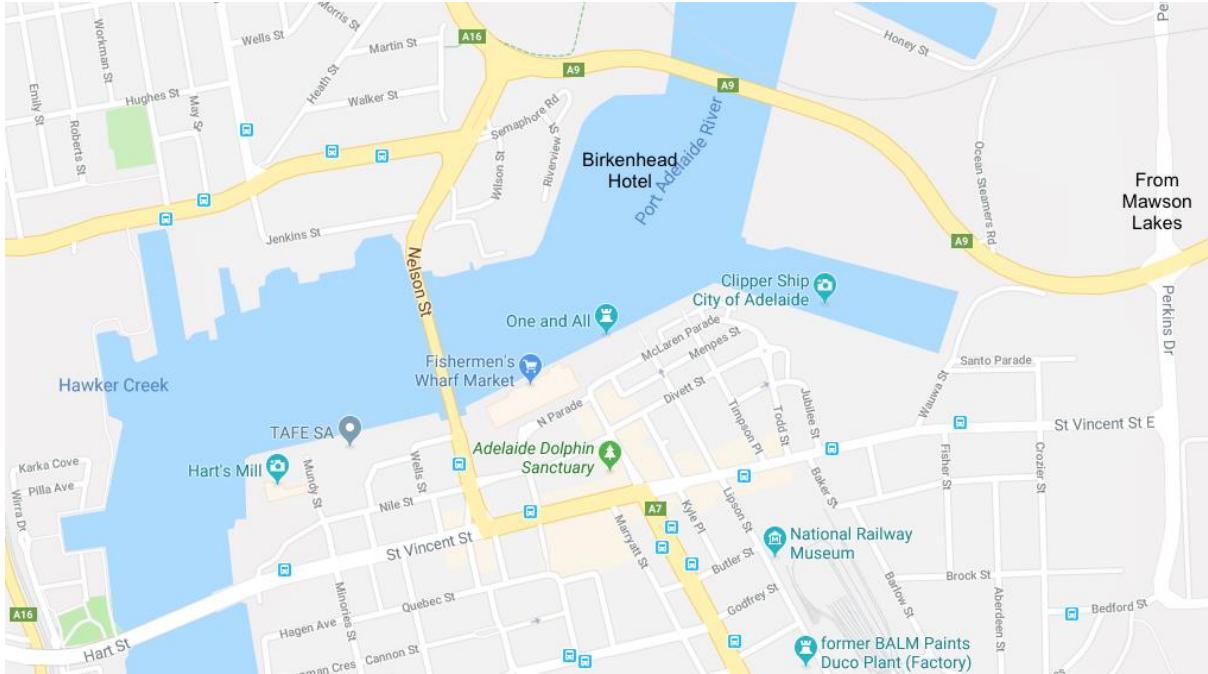 Morris St
Wells St
A16
Pe
Workman St
Martin St
Honey St
Emily St
Heath St
A9
A9
Hughes St
May St
Walker St
Semaphore Rd
Roberts St
Riverview St
Wilson St
Birkenhead
Hotel
Port Adelaide River
Ocean Steamers Rd
From
Mawson
Lakes
Jenkins St
A9
Nelson St
Clipper Ship
City of Adelaide
Perkins Dr
One and All
McLaren Parade
Menpes St
Fishermen's
Wharf Market
Santo Parade
Hawker Creek
Divett St
Wauwa St
N Parade
Timpson Pl
Todd St
Jubilee St
St Vincent St E
TAFE SA
Adelaide Dolphin
Sanctuary
Karka Cove
Hart's Mill
Mundy St
Wells St
Fisher St
Crozier St
Pilla Ave
Wirra Dr
Nile St
A7
Kyle Pl
Lipson St
Baker St
St Vincent St
Marryatt St
National Railway
Museum
Butler St
Brock St
A16
Minories St
Quebec St
Godfrey St
Barlow St
Aberdeen St
Bedford St
Hagen Ave
Hart St
man Cres
Cannon St
former BALM Paints
Duco Plant (Factory)